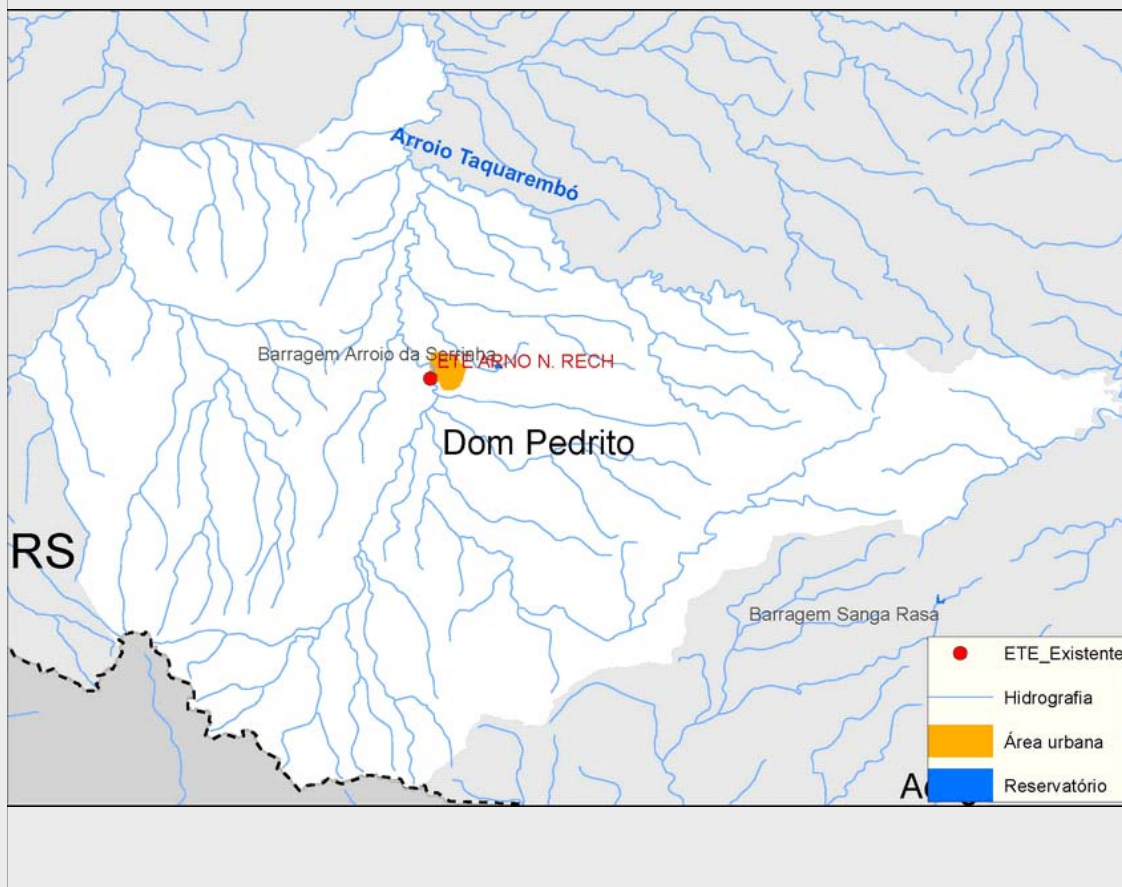 Arroio Taquarembó
Barragem Arroio da Serrinha
ETE ARNO N. RECH
Dom Pedrito
RS
Barragem Sanga Rasa
ETE_Existente
Hidrografia
Área urbana
Reservatório